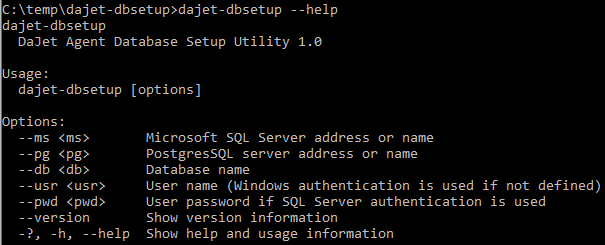 C:\temp\dajet-dbsetup>dajet-dbsetup --help
dajet-dbsetup
  DaJet Agent Database Setup Utility 1.0

Usage:
  dajet-dbsetup [options]

Options:
  --ms <ms>       Microsoft SQL Server address or name
  --pg <pg>       PostgresSQL server address or name
  --db <db>       Database name
  --usr <usr>     User name (Windows authentication is used if not defined)
  --pwd <pwd>     User password if SQL Server authentication is used
  --version       Show version information
  -?, -h, --help  Show help and usage information